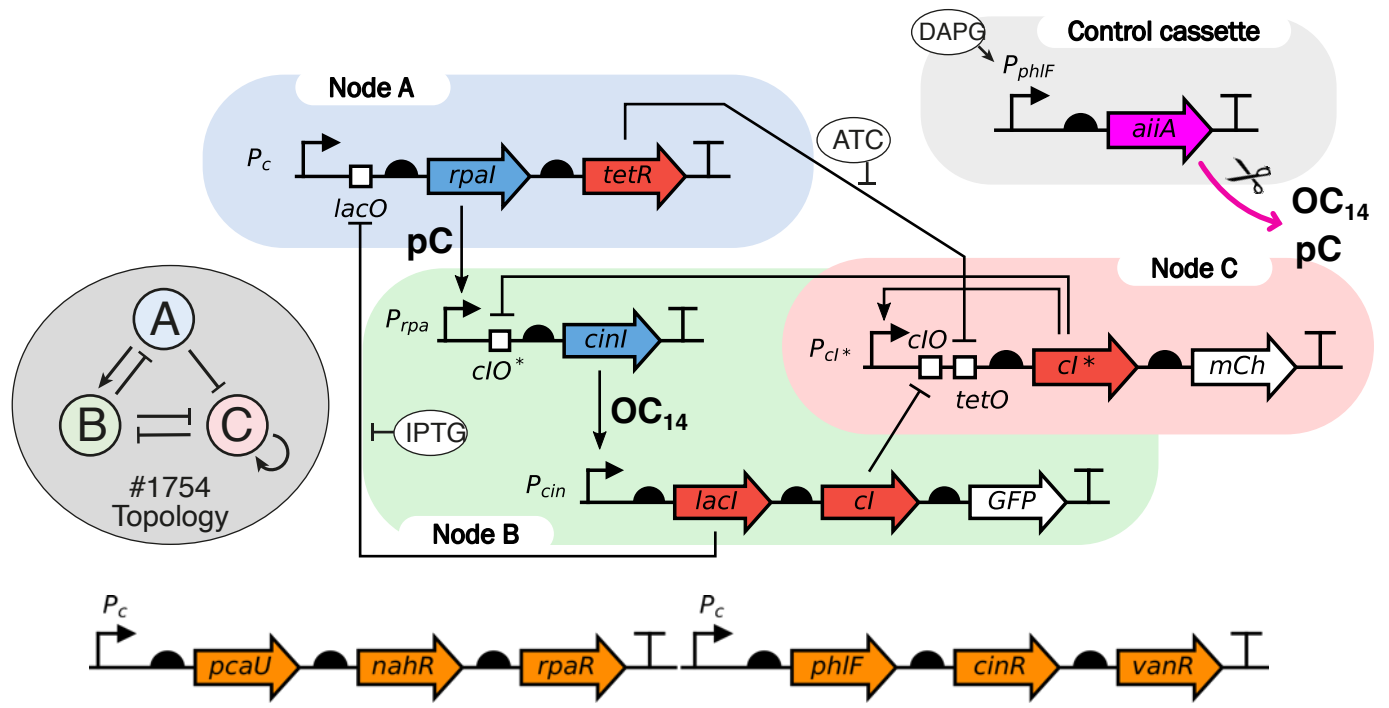 DAPG
Control cassette
P_phlF
aiiA
OC14
pC
Node A
P_c
lacO
rpaI
tetR
ATC
pC
Node C
P_rpa
cIO*
cinI
P_cI*
cIO
tetO
cI*
mCh
OC14
IPTG
P_cin
lacI
cI
GFP
Node B
A
B
C
#1754
Topology
P_c
pcaU
nahR
rpaR
P_c
phlF
cinR
vanR